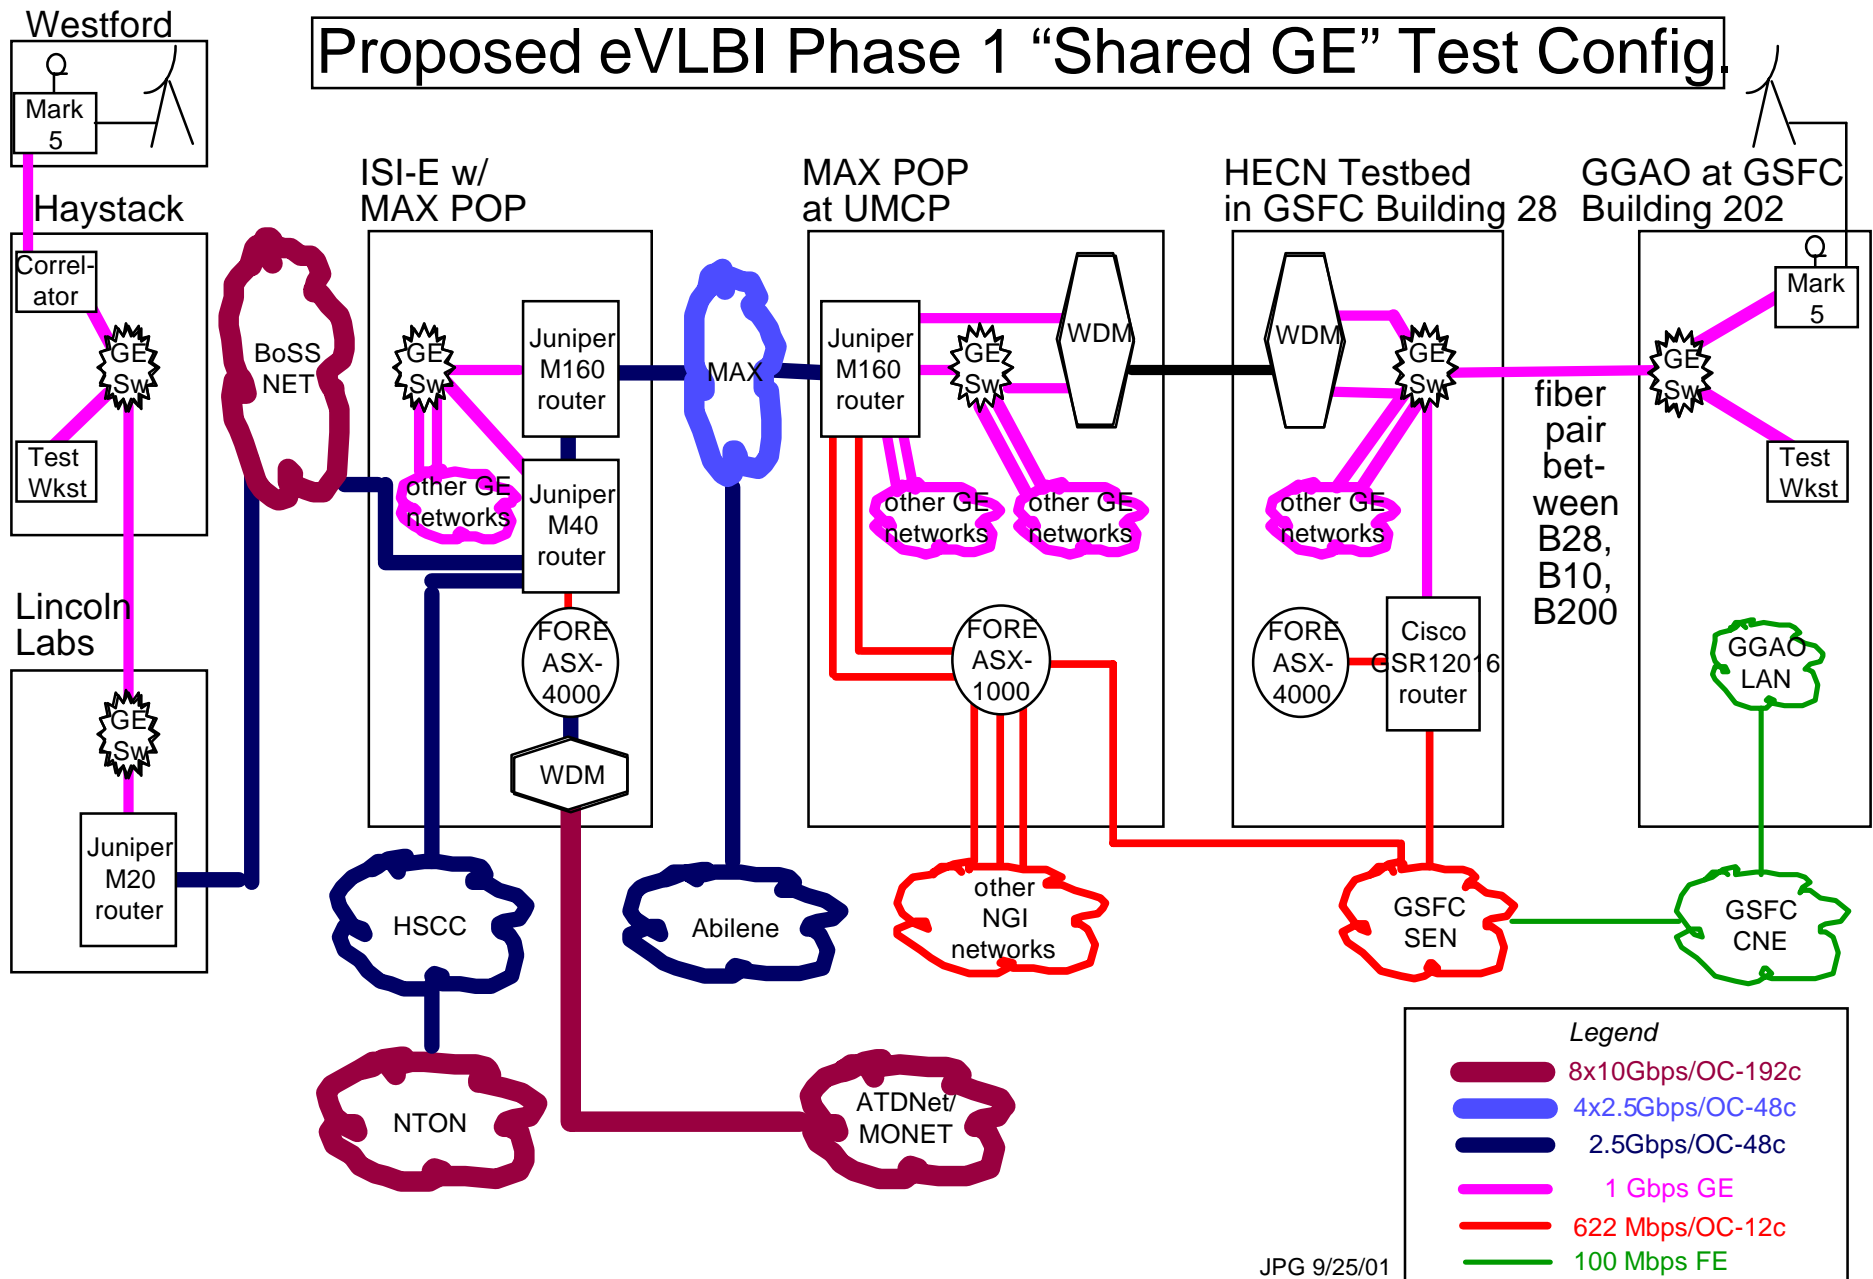 Westford
Proposed eVLBI Phase 1 “Shared GE” Test Config.
Mark
5
Haystack
ISI-E w/
MAX POP
MAX POP
at UMCP
HECN Testbed
in GSFC Building 28
GGAO at GSFC
Building 202
Correl-
ator
GE
Sw
Test
Wkst
BoSS
NET
GE
Sw
Juniper
M160
router
other GE
networks
Juniper
M40
router
FORE
ASX-
4000
WDM
MAX
Juniper
M160
router
GE
Sw
WDM
other GE
networks
other GE
networks
FORE
ASX-
1000
WDM
GE
Sw
other GE
networks
FORE
ASX-
4000
Cisco
GSR12016
router
fiber
pair
bet-
ween
B28,
B10,
B200
GE
Sw
Mark
5
Test
Wkst
GGAO
LAN
Lincoln
Labs
GE
Sw
Juniper
M20
router
HSCC
Abilene
other
NGI
networks
GSFC
SEN
GSFC
CNE
NTON
ATDNet/
MONET
Legend
8x10Gbps/OC-192c
4x2.5Gbps/OC-48c
2.5Gbps/OC-48c
1 Gbps GE
622 Mbps/OC-12c
100 Mbps FE
JPG 9/25/01